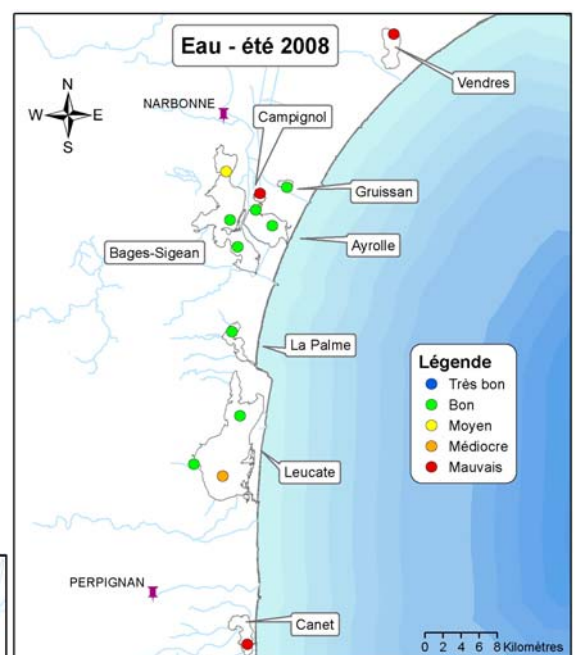 Eau - été 2008
Vendres
N
W E
S
NARBONNE
Campignol
Gruissan
Ayrolle
Bages-Sigean
La Palme
Légende
Très bon
Bon
Moyen
Médiocre
Mauvais
Leucate
PERPIGNAN
Canet
0 2 4 6 8 Kilomètres